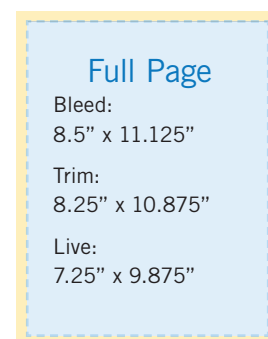 Full Page
Bleed:
8.5” x 11.125”
Trim:
8.25” x 10.875”
Live:
7.25” x 9.875”